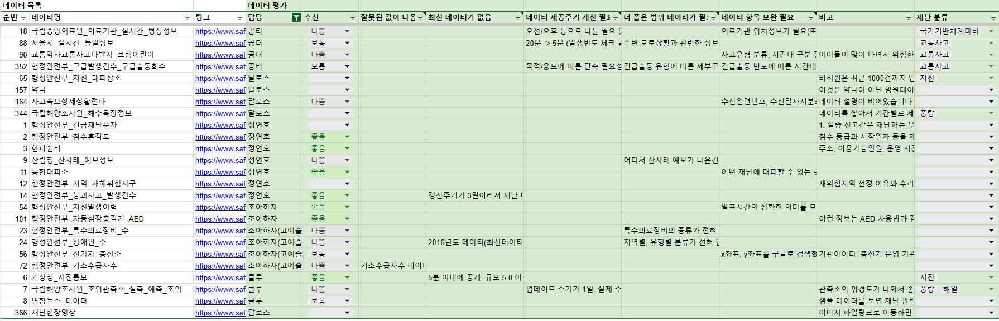 데이터 목록 데이터 평가
순번 데이터명 링크 담당 추천 잘못된 값이 나옴 최신 데이터가 없음 데이터 제공주기 개선 필요 더 좁은 범위 데이터가 필요 데이터 항목 보완 필요 비고 재난 분류
18 국립중앙의료원_의료기관_실시간_병상정보 https://www.saf 공터 나쁨 오전/오후 등으로 나눌 필요 있 의료기관 위치정보가 필요(또 국가기반체계마비
88 서울시_실시간_돌발정보 https://www.saf 공터 보통 20분 -> 5분 (발생빈도 체크 필 주변 도로상황과 관련한 정보 교통사고
90 교통약자교통사고다발지_보행어린이 https://www.saf 공터 나쁨 사고유형 분류, 시간대 구분 필 아이들이 많이 다녀서 위험한 교통사고
352 행정안전부_구급발생건수_구급출동회수 https://www.saf 공터 보통 목적/용도에 따른 단축 필요성 긴급출동 유형에 따른 세부구 긴급출동 빈도에 따른 시간대 교통사고
65 행정안전부_지진_대피장소 https://www.saf 달로스 비회원은 최근 1000건까지 받 지진
157 약국 https://www.saf 달로스 이것은 약국이 아닌 병원데이
164 사고속보상세상황전파 https://www.saf 달로스 나쁨 수신일련번호, 수신일자시분초 데이터 설명이 비어있습니다
344 국립해양조사원_해수욕장정보 https://www.saf 달로스 데이터를 쌓아서 기간별로 제 풍랑
1 행정안전부_긴급재난문자 https://www.saf 정연호 1. 실종 신고같은 재난과는 무
2 행정안전부_침수흔적도 https://www.saf 정연호 좋음 침수 등급과 시작일자 등을 제
3 한파쉼터 https://www.saf 정연호 좋음 주소, 이용가능인원, 운영 시간
9 산림청_산사태_예보정보 https://www.saf 정연호 나쁨 어디서 산사태 예보가 나온건
11 통합대피소 https://www.saf 정연호 좋음 어떤 재난에 대피할 수 있는 곳
12 행정안전부_지역_재해위험지구 https://www.saf 정연호 재위험지역 선정 이유와 수리
14 행정안전부_붕괴사고_발생건수 https://www.saf 정연호 좋음 갱신주기가 3일이라서 재난 대
54 행정안전부_지진발생이력 https://www.saf 조아하자 좋음 발표시간의 정확한 의미를 모
101 행정안전부_자동심장충격기_AED https://www.saf 조아하자 좋음 이런 정보는 AED 사용법과 같
23 행정안전부_특수의료장비_수 https://www.saf 조아하자(고예슬 나쁨 특수의료장비의 종류가 전혀
24 행정안전부_장애인_수 https://www.saf 조아하자(고예슬 나쁨 2016년도 데이터(최신데이터 지역별, 유형별 분류가 전혀 안
56 행정안전부_전기차_충전소 https://www.saf 조아하자(고예슬 보통 x좌표, y좌표를 구글로 검색했 기관아이디=충전기 운영 기관
72 행정안전부_기초수급자수 https://www.saf 조아하자(고예슬 나쁨 기초수급자수 데이터
6 기상청_지진통보 https://www.saf 클루 좋음 5분 이내에 공개. 규모 5.0 이상 지진
7 국립해양조사원_조위관측소_실측_예측_조위 https://www.saf 클루 나쁨 업데이트 주기가 1일. 실제 수 관측소의 위경도가 나와서 좋 풍랑 해일
8 연합뉴스_데이터 https://www.saf 클루 보통 샘플 데이터를 보면 재난 관련
366 재난현장영상 https://www.saf 달로스 이미지 파일링크로 이동하면